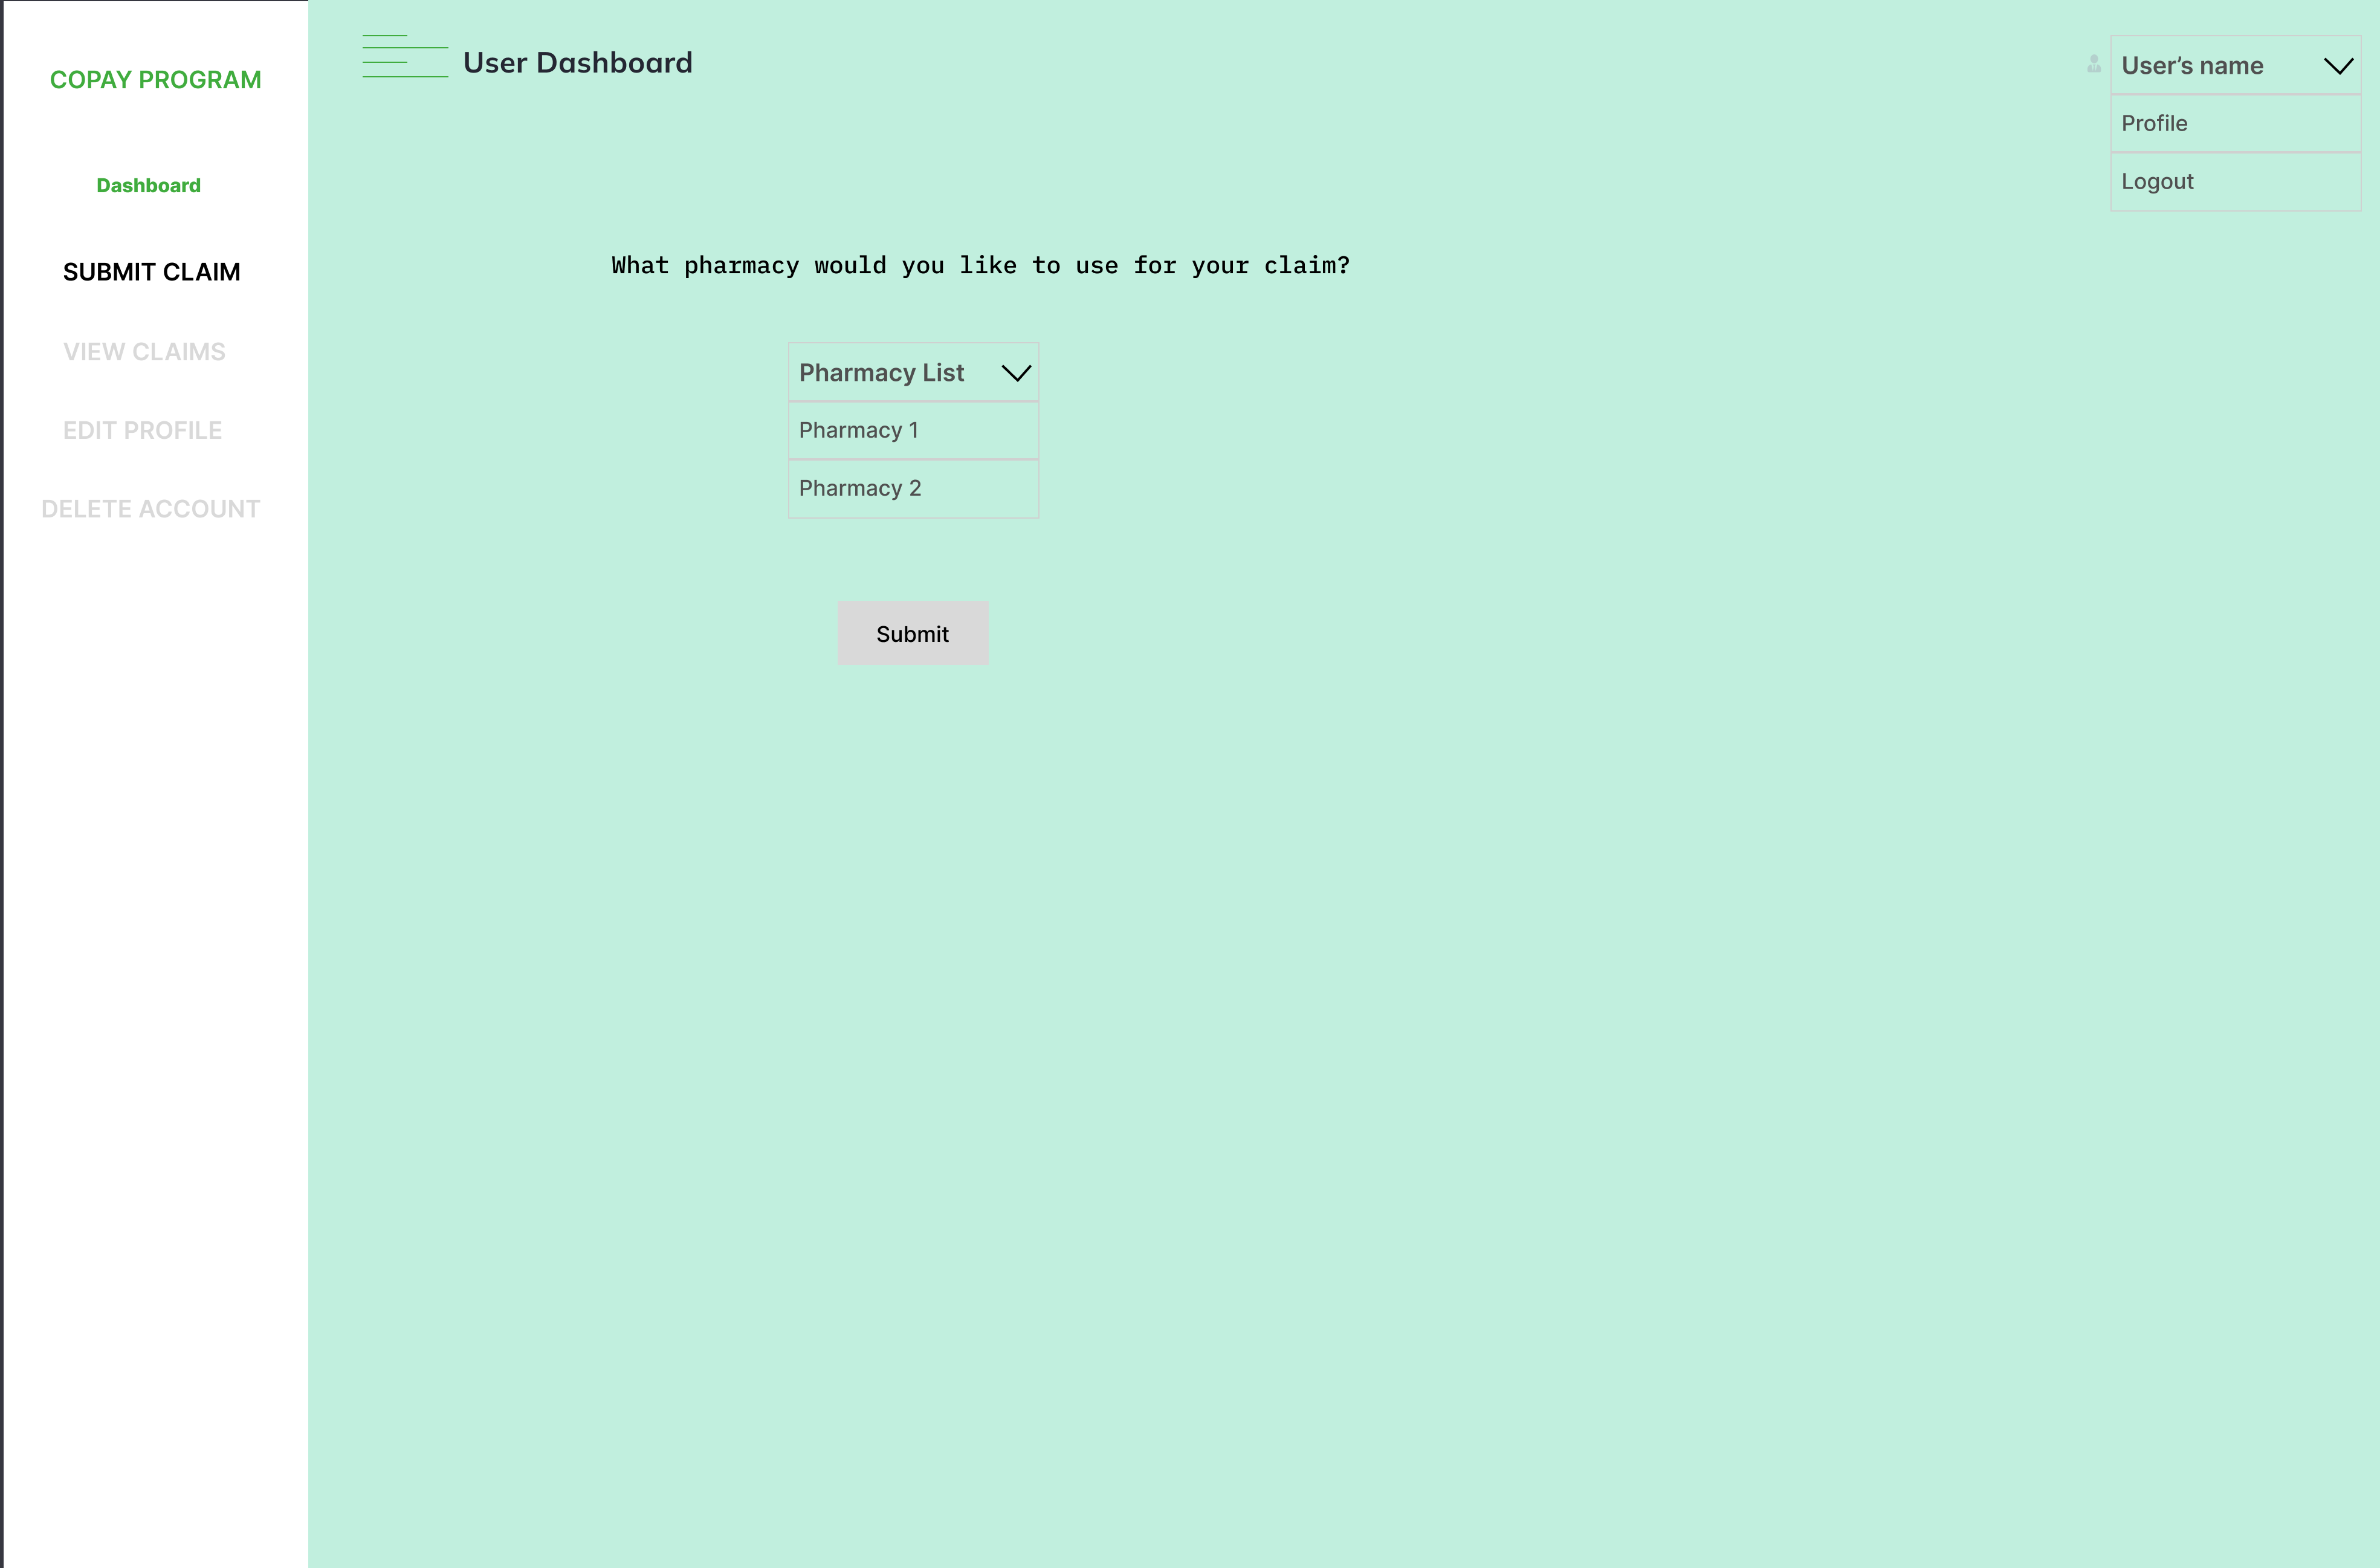 COPAY PROGRAM
Dashboard
SUBMIT CLAIM
VIEW CLAIMS
EDIT PROFILE
DELETE ACCOUNT
User Dashboard
User’s name
Profile
Logout
What pharmacy would you like to use for your claim?
Pharmacy List
Pharmacy 1
Pharmacy 2
Submit